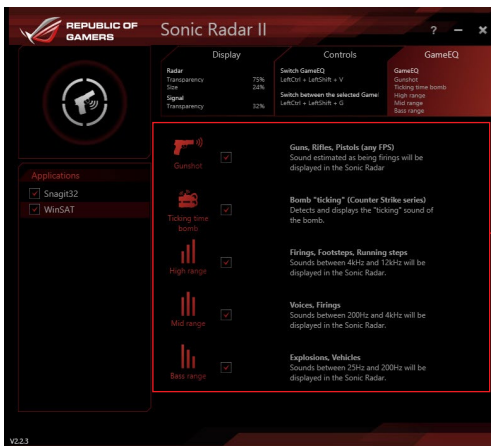 REPUBLIC OF
GAMERS
Sonic Radar II
?
Display
Controls
GameEQ
Radar
Transparency 75%
Size 24%
Signal
Transparency 32%
Switch GameEQ
LeftCtrl + LeftShift + V
Switch between the selected Game
LeftCtrl + LeftShift + G
GameEQ
Gunshot
Ticking time bomb
High range
Mid range
Bass range
Applications
Snagit32
WinSAT
Gunshot
Guns, Rifles, Pistols (any FPS)
Sound estimated as being firings will be
displayed in the Sonic Radar
Ticking time
bomb
Bomb "ticking" (Counter Strike series)
Detects and displays the "ticking" sound of
the bomb.
High range
Firings, Footsteps, Running steps
Sounds between 4kHz and 12kHz will be
displayed in the Sonic Radar.
Mid range
Voices, Firings
Sounds between 200Hz and 4kHz will be
displayed in the Sonic Radar.
Bass range
Explosions, Vehicles
Sounds between 25Hz and 200Hz will be
displayed in the Sonic Radar.
V2.2.3